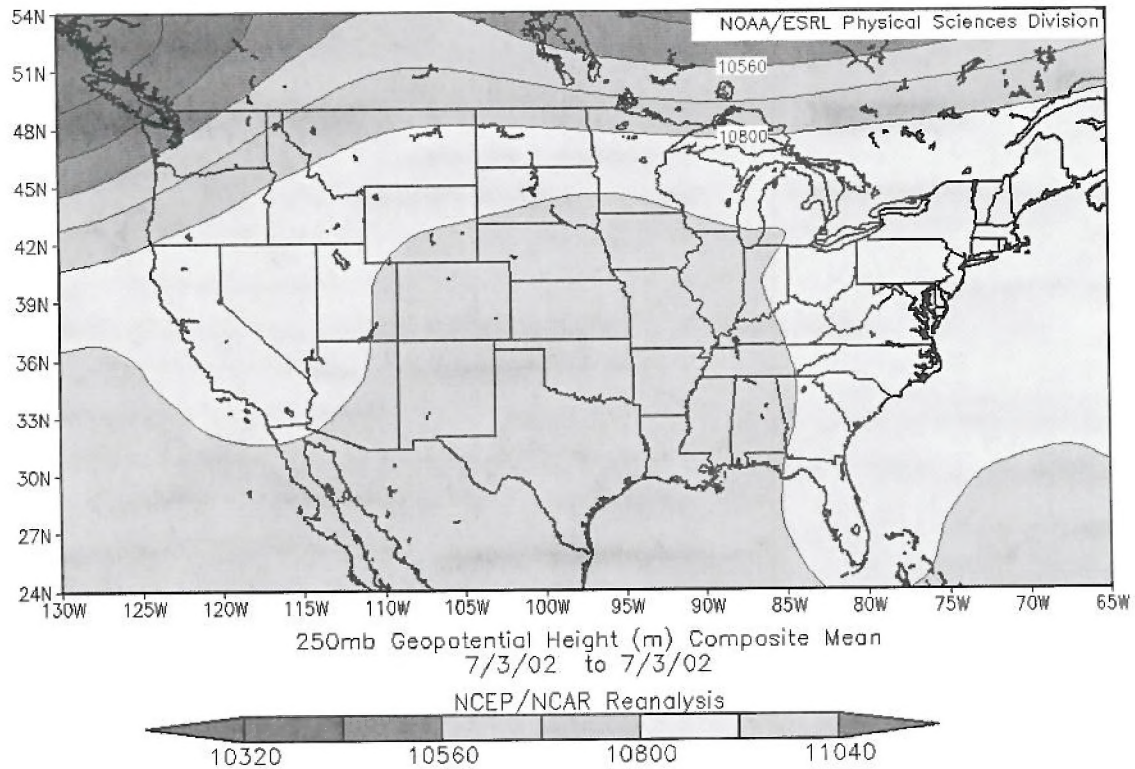 54N
NOAA/ESRL Physical Sciences Division
51N
10560
48N
10800
45N
42N
39N
36N
33N
30N
27N
24N
130W 125W 120W 115W 110W 105W 100W 95W 90W 85W 80W 75W 70W 65W
250mb Geopotential Height (m) Composite Mean
7/3/02 to 7/3/02
NCEP/NCAR Reanalysis
10320 10560 10800 11040